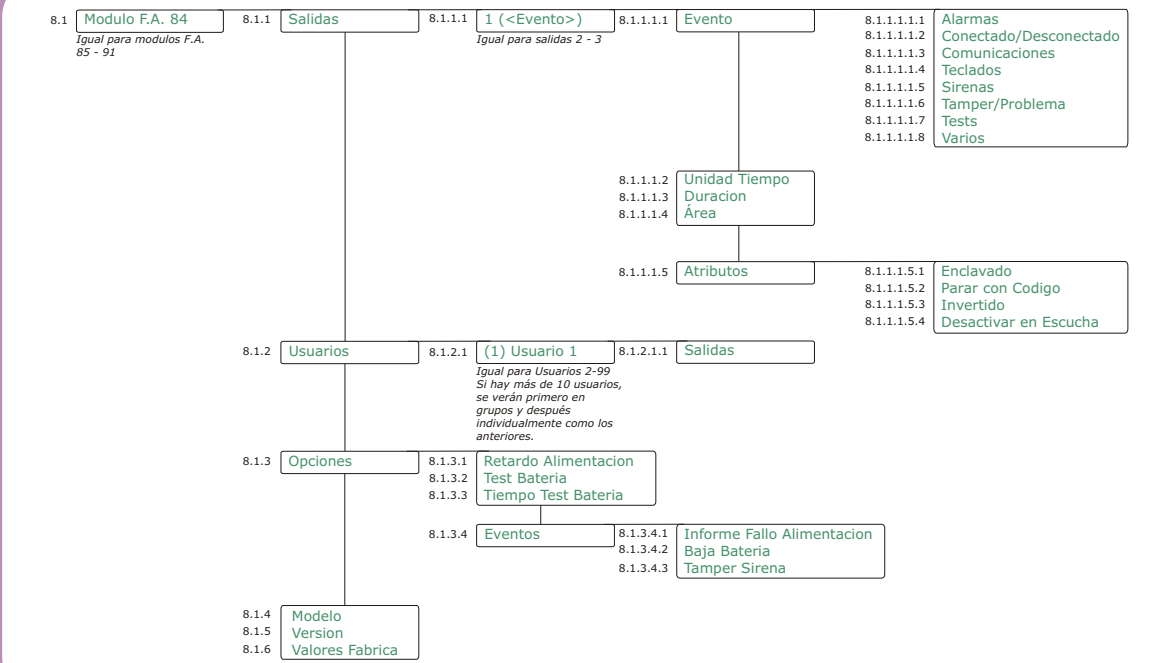 8.1 Modulo F.A. 84
Igual para modulos F.A.
85 - 91
8.1.1 Salidas
8.1.1.1 1 (<Evento>)
Igual para salidas 2 - 3
8.1.1.1.1 Evento
8.1.1.1.1.1 Alarmas
8.1.1.1.1.2 Conectado/Desconectado
8.1.1.1.1.3 Comunicaciones
8.1.1.1.1.4 Teclados
8.1.1.1.1.5 Sirenas
8.1.1.1.1.6 Tamper/Problema
8.1.1.1.1.7 Tests
8.1.1.1.1.8 Varios
8.1.1.1.2 Unidad Tiempo
8.1.1.1.3 Duracion
8.1.1.1.4 Área
8.1.1.1.5 Atributos
8.1.1.1.5.1 Enclavado
8.1.1.1.5.2 Parar con Codigo
8.1.1.1.5.3 Invertido
8.1.1.1.5.4 Desactivar en Escucha
8.1.2 Usuarios
8.1.2.1 (1) Usuario 1
Igual para Usuarios 2-99
Si hay más de 10 usuarios,
se verán primero en
grupos y después
individualmente como los
anteriores.
8.1.2.1.1 Salidas
8.1.3 Opciones
8.1.3.1 Retardo Alimentacion
8.1.3.2 Test Bateria
8.1.3.3 Tiempo Test Bateria
8.1.3.4 Eventos
8.1.3.4.1 Informe Fallo Alimentacion
8.1.3.4.2 Baja Bateria
8.1.3.4.3 Tamper Sirena
8.1.4 Modelo
8.1.5 Version
8.1.6 Valores Fabrica